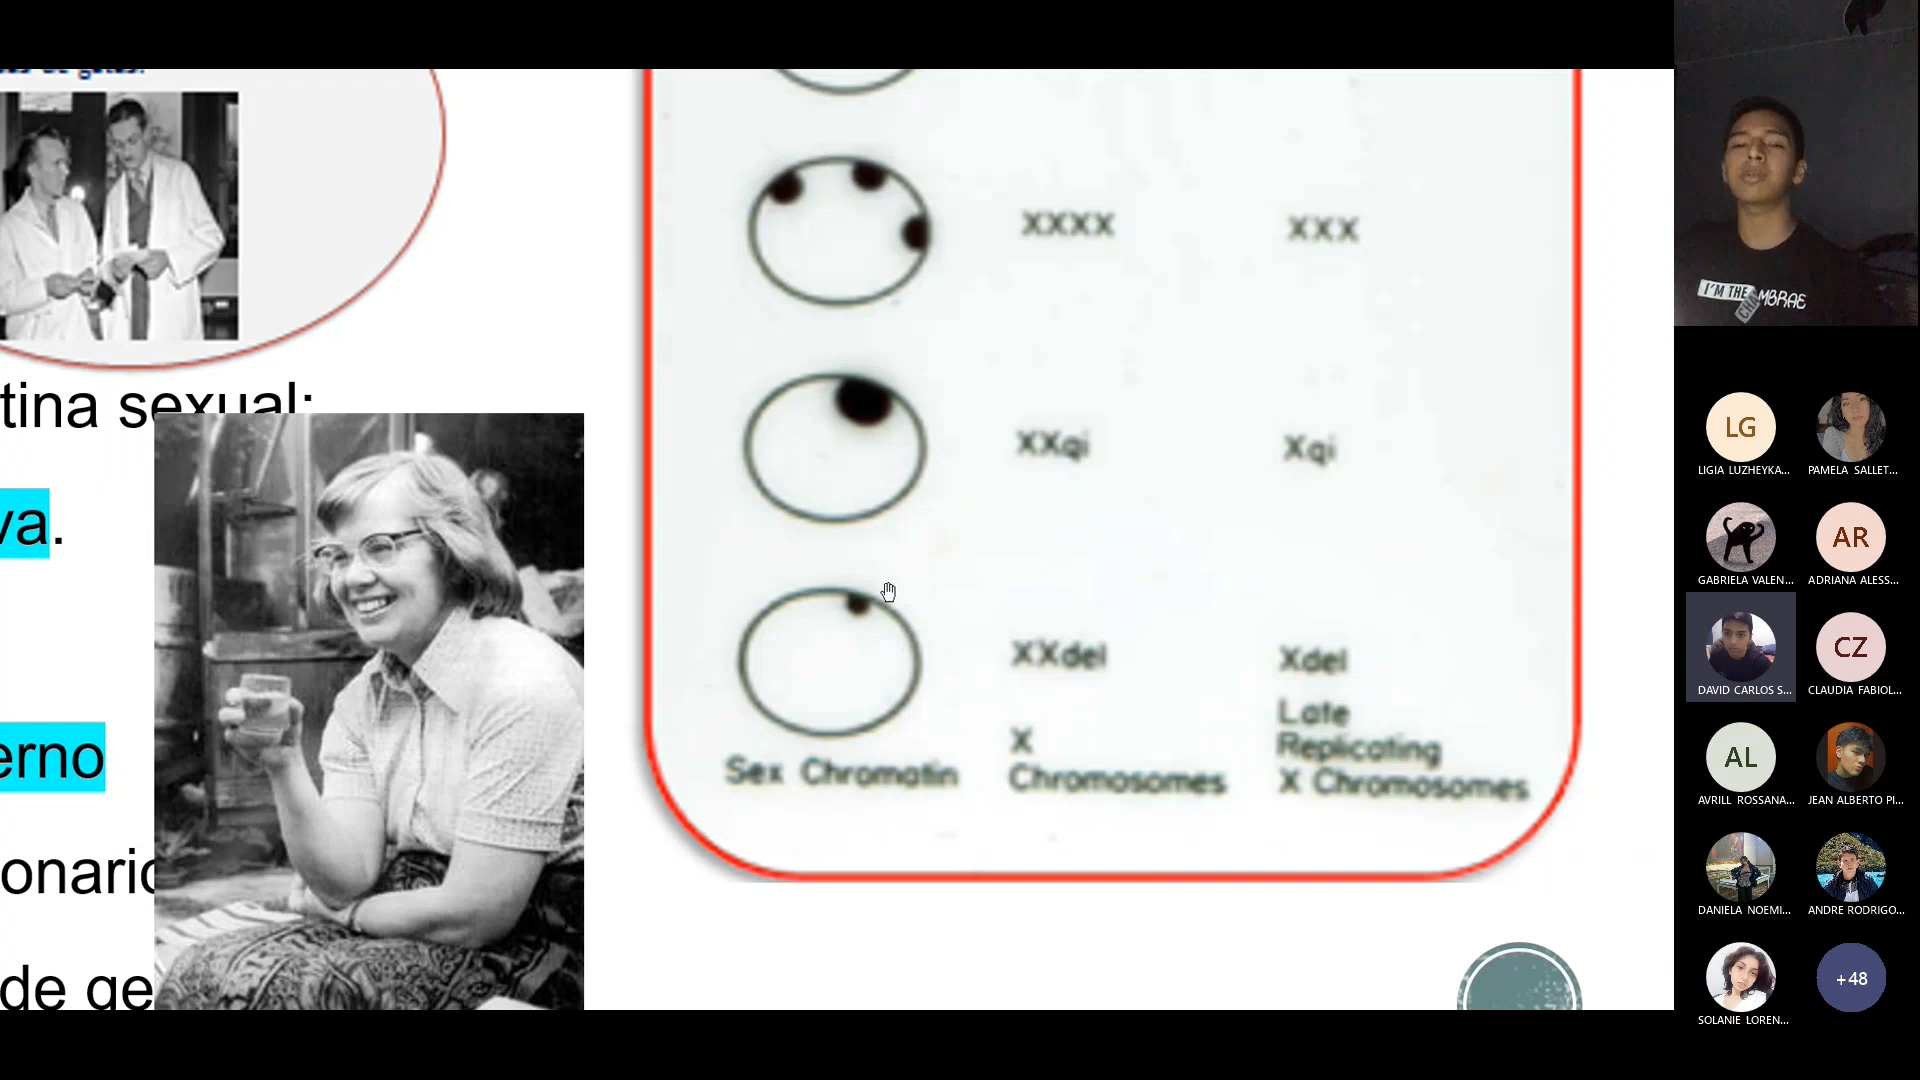 XXXX XXX
tina sexual:
XXqi Xqi
va.
XXdel Xdel
Late
X Replicating
Sex Chromatin Chromosomes X Chromosomes
erno
onario
de ge
I'M THE
MBRAE
LG
LIGIA LUZHEYKA... PAMELA SALLET...
AR
GABRIELA VALEN... ADRIANA ALESS...
CZ
DAVID CARLOS S... CLAUDIA FABIOL...
AL
AVRILL ROSSANA... JEAN ALBERTO PI...
DANIELA NOEMI... ANDRE RODRIGO...
+48
SOLANIE LOREN...